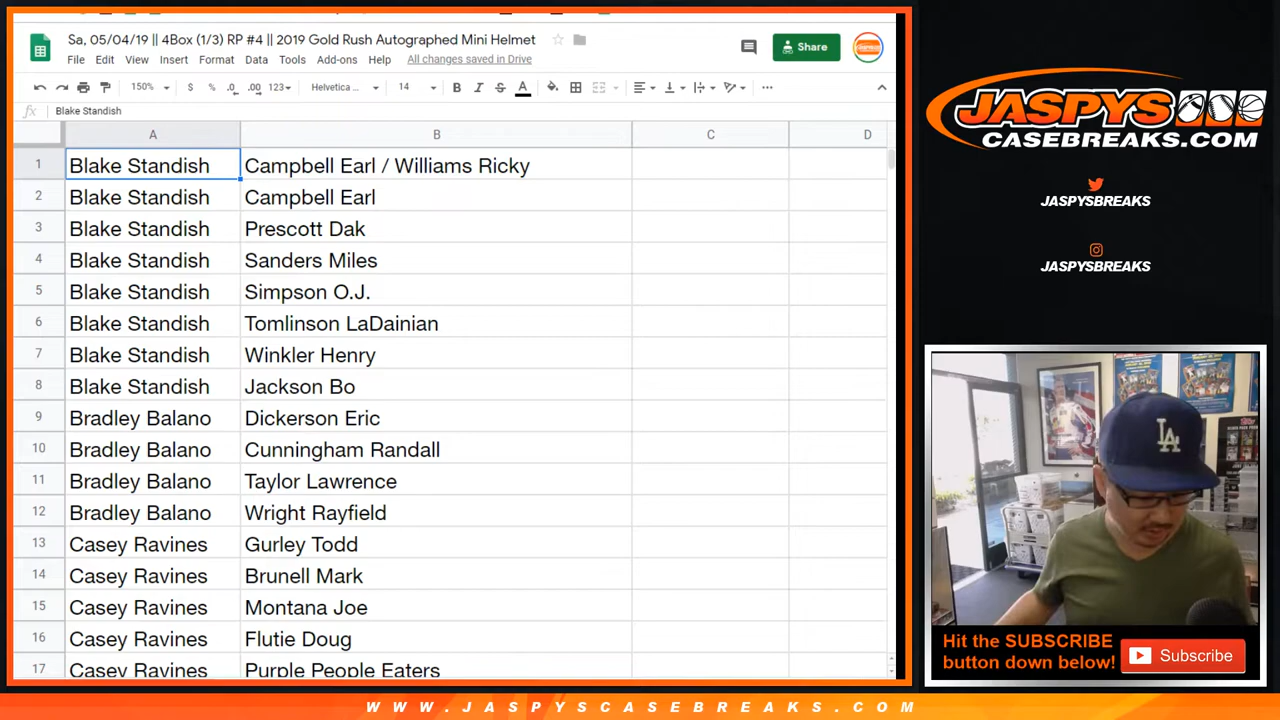 Sa, 05/04/19 || 4Box (1/3) RP #4 || 2019 Gold Rush Autographed Mini Helmet
Share
File Edit View Insert Format Data Tools Add-ons Help All changes saved in Drive
150% $ % .0 .00 123 Helvetica ... 14 B I S A
fx Blake Standish
A B C D
1 Blake Standish Campbell Earl / Williams Ricky
2 Blake Standish Campbell Earl
3 Blake Standish Prescott Dak
4 Blake Standish Sanders Miles
5 Blake Standish Simpson O.J.
6 Blake Standish Tomlinson LaDainian
7 Blake Standish Winkler Henry
8 Blake Standish Jackson Bo
9 Bradley Balano Dickerson Eric
10 Bradley Balano Cunningham Randall
11 Bradley Balano Taylor Lawrence
12 Bradley Balano Wright Rayfield
13 Casey Ravines Gurley Todd
14 Casey Ravines Brunell Mark
15 Casey Ravines Montana Joe
16 Casey Ravines Flutie Doug
17 Casey Ravines Purple People Eaters
JASPYS
CASEBREAKS.COM
JASPYSBREAKS
JASPYSBREAKS
LA
Hit the SUBSCRIBE
button down below!
Subscribe
WWW.JASPYSCASEBREAKS.COM